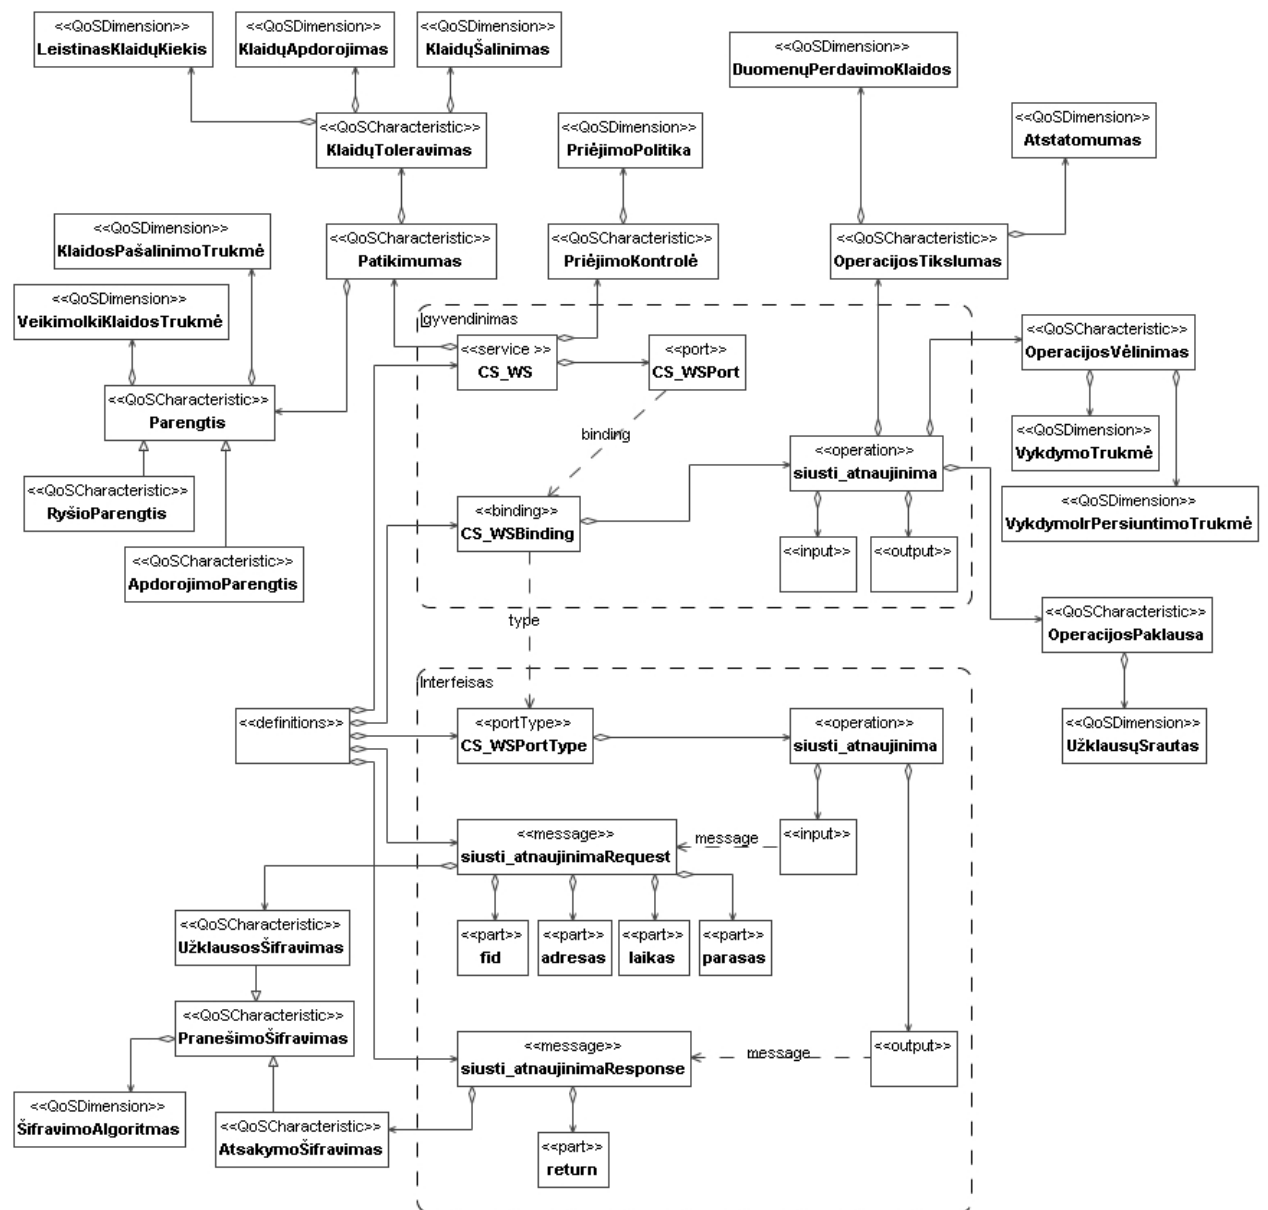 <<QoSDimension>>
LeistinasKlaidųKiekis
<<QoSDimension>>
KlaidųApdorojimas
<<QoSDimension>>
KlaidųŠalinimas
<<QoSDimension>>
DuomenųPerdavimoKlaidos
<<QoSCharacteristic>>
KlaidųToleravimas
<<QoSDimension>>
PriėjimoPolitika
<<QoSDimension>>
Atstatomumas
<<QoSDimension>>
KlaidosPašalinimoTrukmė
<<QoSCharacteristic>>
Patikimumas
<<QoSCharacteristic>>
PriėjimoKontrolė
<<QoSCharacteristic>>
OperacijosTikslumas
<<QoSDimension>>
VeikimoIkiKlaidosTrukmė
Įgyvendinimas
<<service >>
CS_WS
<<port>>
CS_WSPort
<<QoSCharacteristic>>
OperacijosVėlinimas
<<QoSCharacteristic>>
Parengtis
binding
<<operation>>
siusti_atnaujinima
<<QoSDimension>>
VykdymoTrukmė
<<QoSCharacteristic>>
RyšioParengtis
<<binding>>
CS_WSBinding
<<QoSDimension>>
VykdymoIrPersiuntimoTrukmė
<<QoSCharacteristic>>
ApdorojimoParengtis
<<input>>
<<output>>
type
<<QoSCharacteristic>>
OperacijosPaklausa
Interfeisas
<<definitions>>
<<portType>>
CS_WSPortType
<<operation>>
siusti_atnaujinima
<<QoSDimension>>
UžklausųSrautas
<<message>>
siusti_atnaujinimaRequest
message
<<input>>
<<QoSCharacteristic>>
UžklausosŠifravimas
<<part>>
fid
<<part>>
adresas
<<part>>
laikas
<<part>>
parasas
<<QoSCharacteristic>>
PranešimoŠifravimas
<<message>>
siusti_atnaujinimaResponse
message
<<output>>
<<QoSDimension>>
ŠifravimoAlgoritmas
<<QoSCharacteristic>>
AtsakymoŠifravimas
<<part>>
return